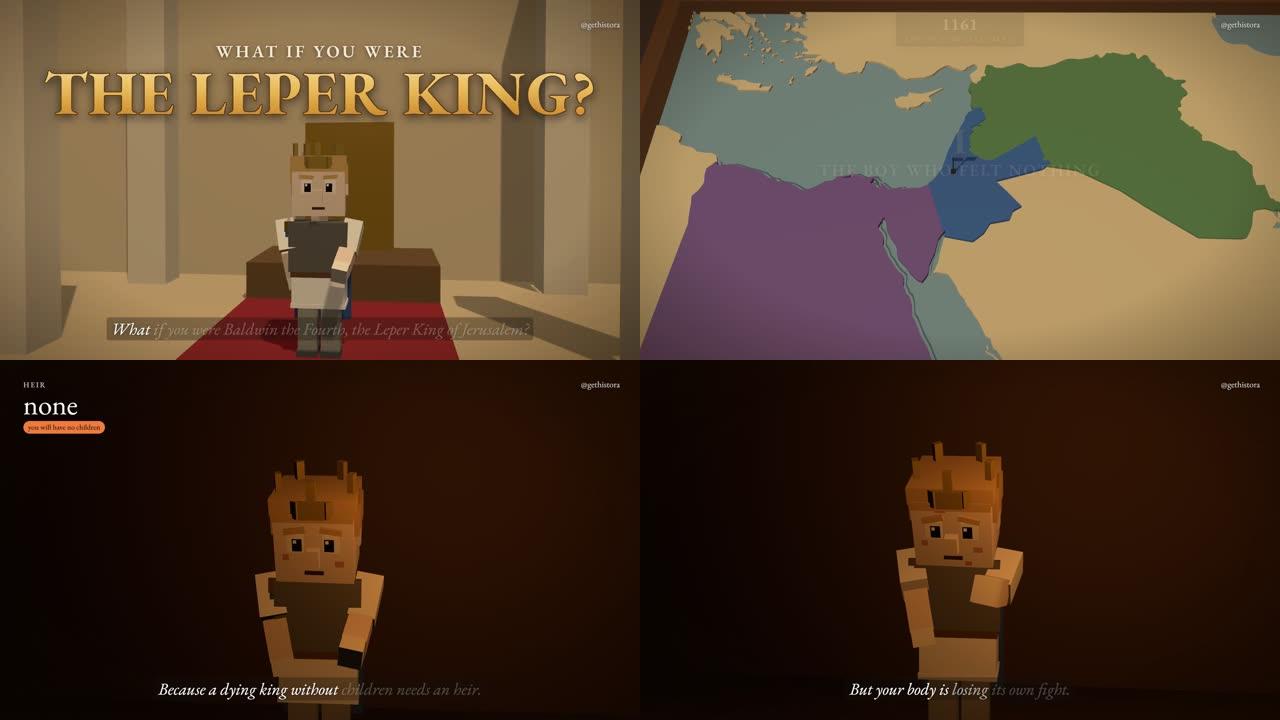 @gethistora
WHAT IF YOU WERE
THE LEPER KING?
What if you were Baldwin the Fourth, the Leper King of Jerusalem?
1161
@gethistora
I
THE BOY WHO FELT NOTHING
HEIR
none
you will have no children
@gethistora
Because a dying king without children needs an heir.
@gethistora
But your body is losing its own fight.